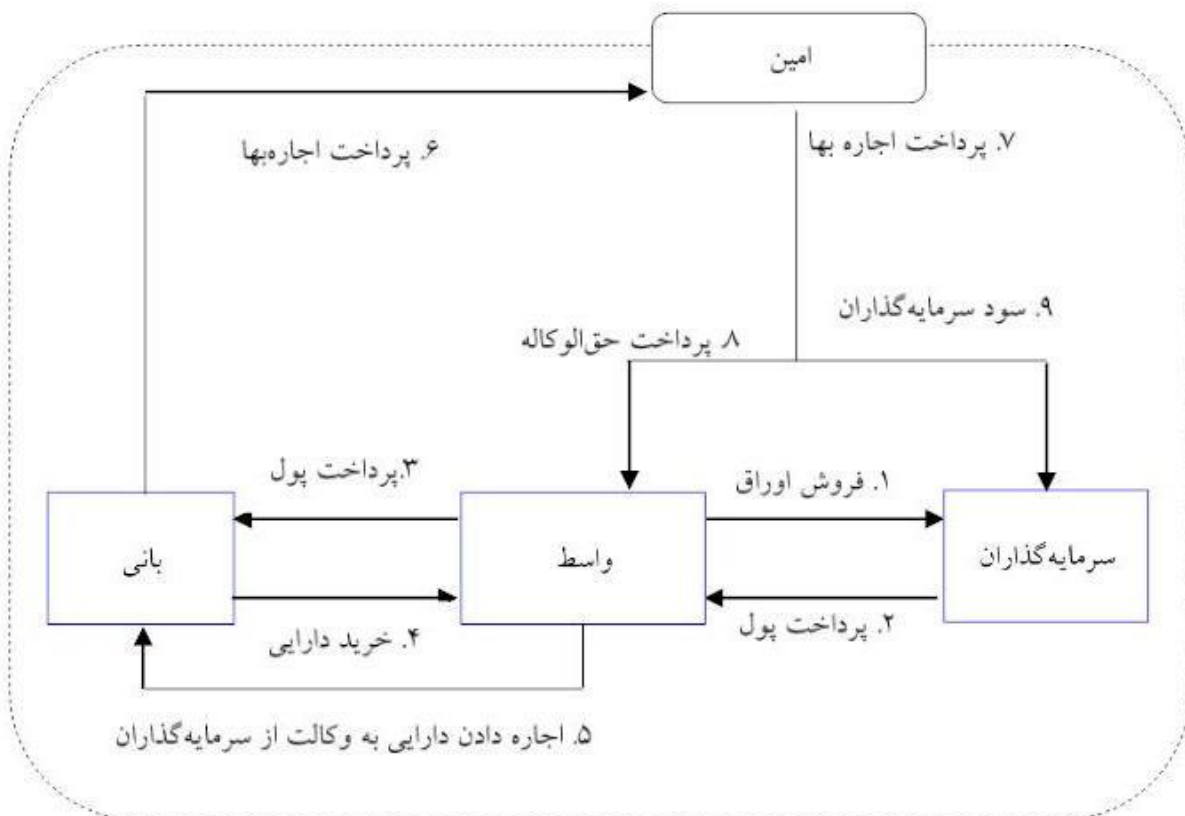 امین
۷. پرداخت اجاره بها
۶. پرداخت اجاره‌بها
۹. سود سرمایه‌گذاران
۸. پرداخت حق‌الوکاله
۳.پرداخت پول
۱. فروش اوراق
بانی
واسط
سرمایه‌گذاران
۴. خرید دارایی
۲. پرداخت پول
۵. اجاره دادن دارایی به وکالت از سرمایه‌گذاران